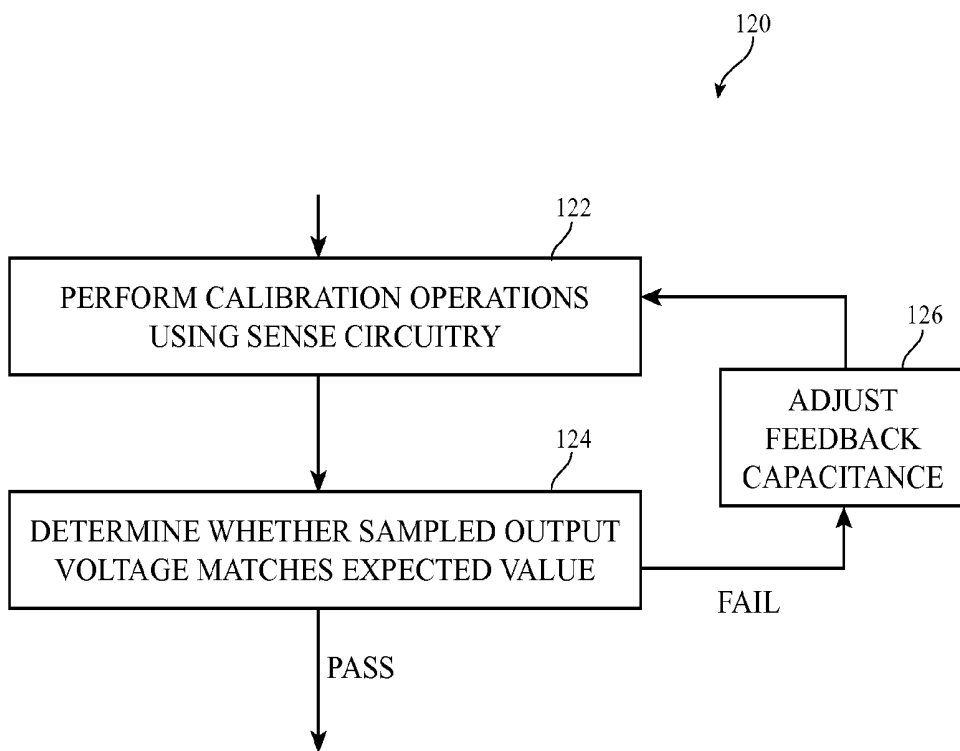 120
122
PERFORM CALIBRATION OPERATIONS
USING SENSE CIRCUITRY
126
ADJUST
FEEDBACK
CAPACITANCE
124
DETERMINE WHETHER SAMPLED OUTPUT
VOLTAGE MATCHES EXPECTED VALUE
FAIL
PASS